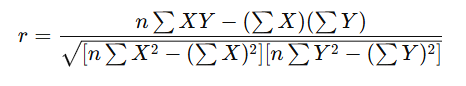 r = \frac{n \sum XY - (\sum X)(\sum Y)}{\sqrt{[n \sum X^2 - (\sum X)^2][n \sum Y^2 - (\sum Y)^2]}}